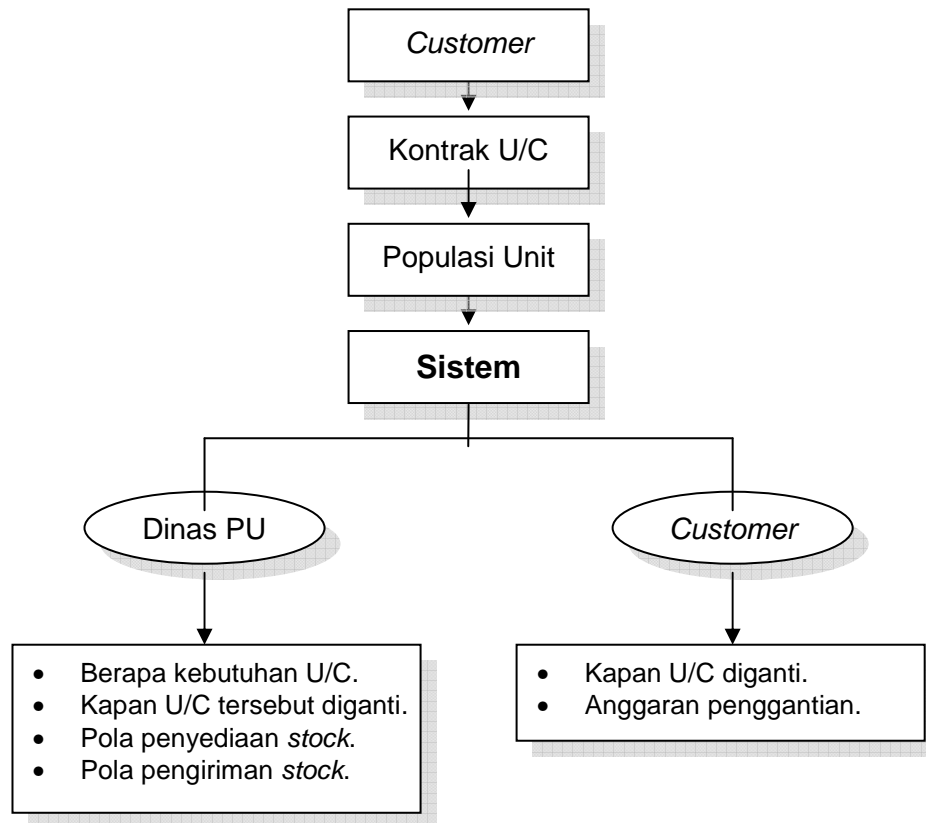 Customer
Kontrak U/C
Populasi Unit
Sistem
Dinas PU
Customer
• Berapa kebutuhan U/C.
• Kapan U/C tersebut diganti.
• Pola penyediaan stock.
• Pola pengiriman stock.
• Kapan U/C diganti.
• Anggaran penggantian.